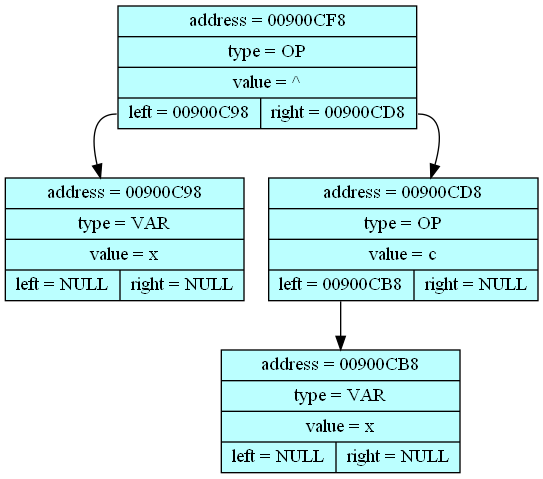 address = 00900CF8
type = OP
value = ^
left = 00900C98 right = 00900CD8
address = 00900C98
type = VAR
value = x
left = NULL right = NULL
address = 00900CD8
type = OP
value = c
left = 00900CB8 right = NULL
address = 00900CB8
type = VAR
value = x
left = NULL right = NULL